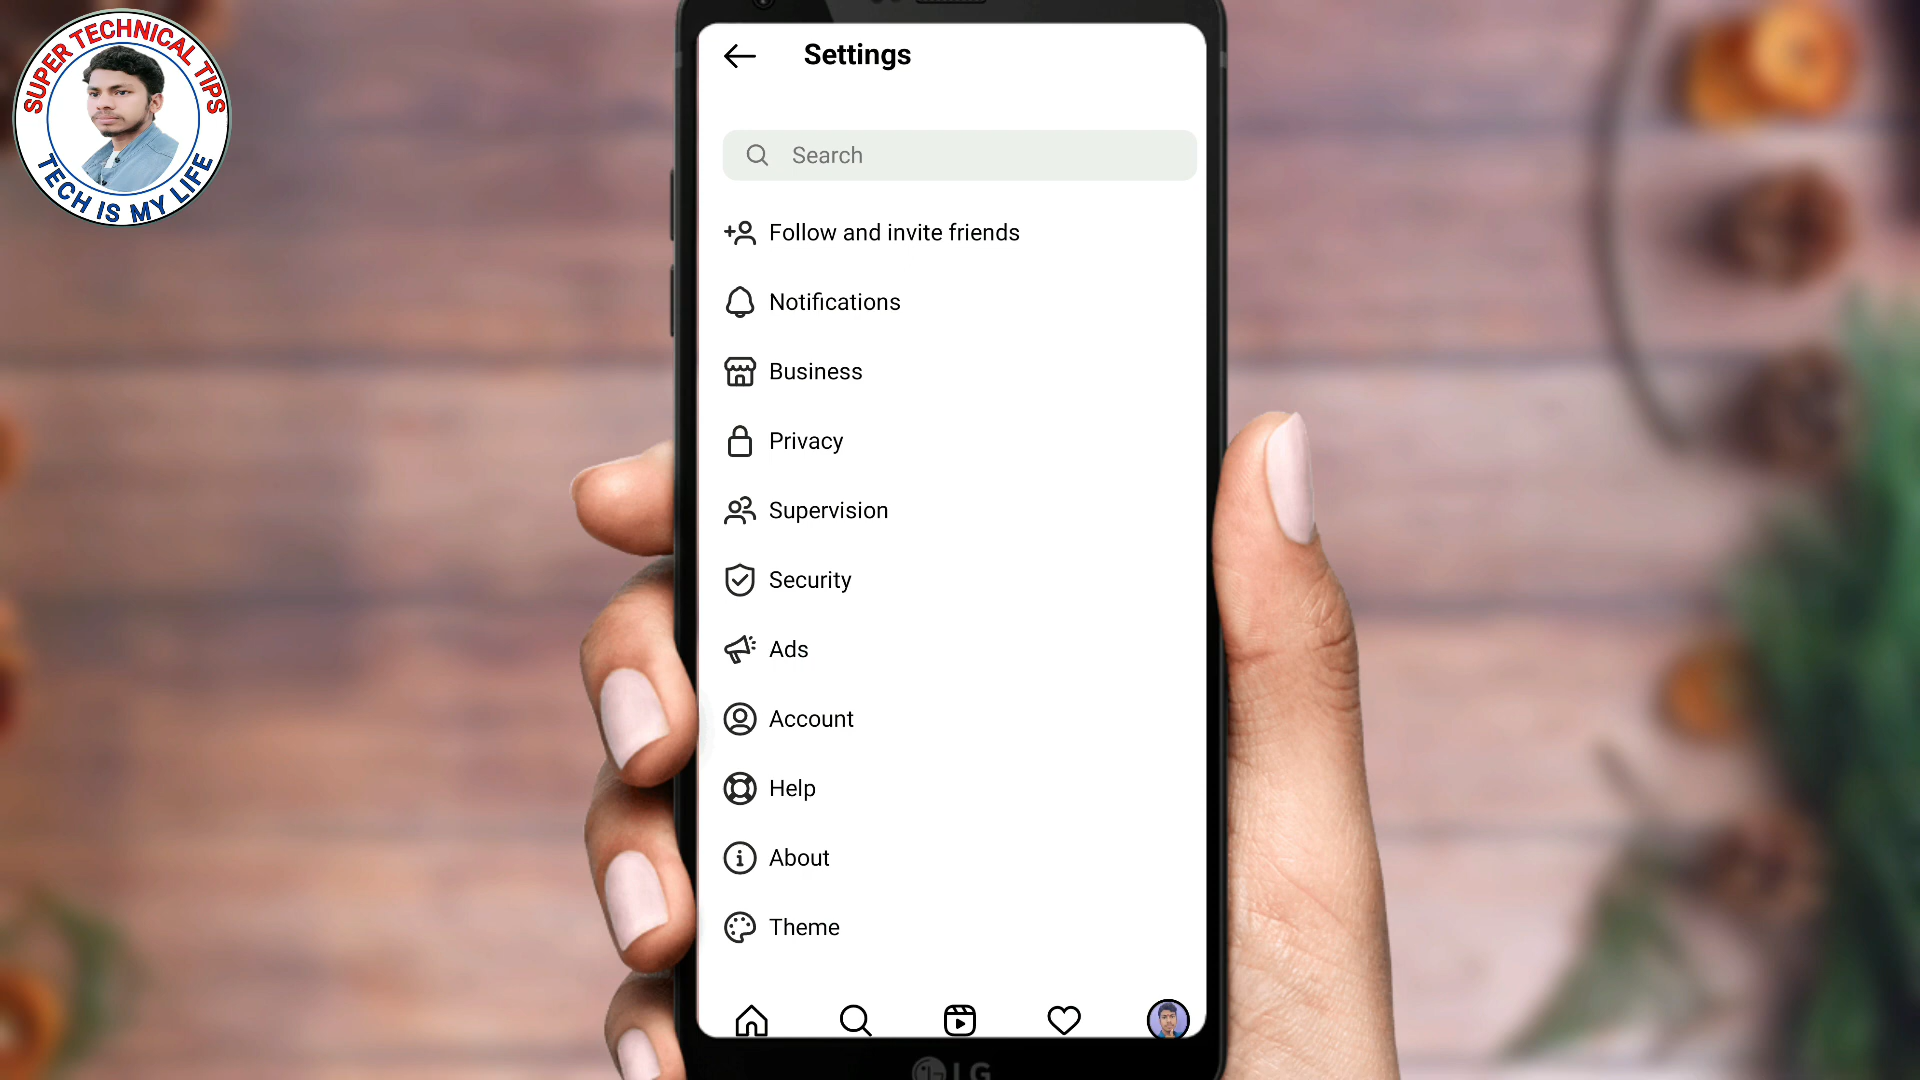 SUPER TECHNICAL TIPS
TECH IS MY LIFE
Settings
Search
Follow and invite friends
Notifications
Business
Privacy
Supervision
Security
Ads
Account
Help
About
Theme
LG